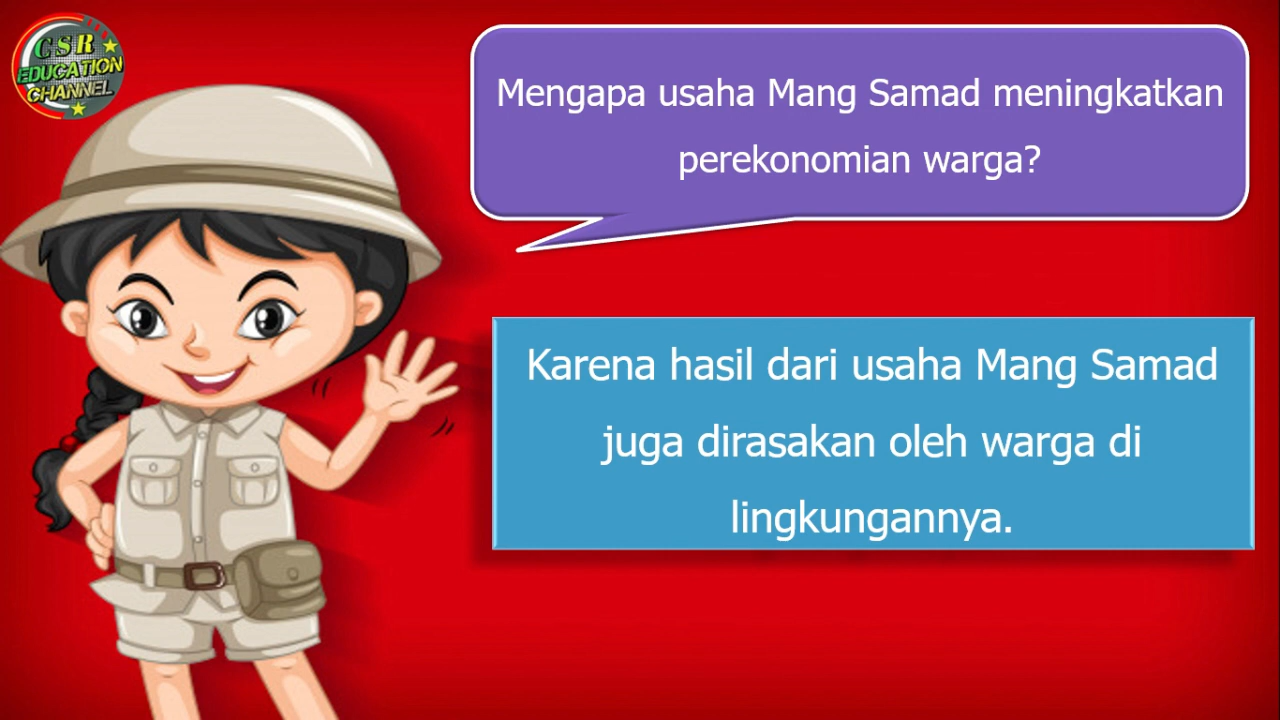 CSR
EDUCATION
CHANNEL
Mengapa usaha Mang Samad meningkatkan
perekonomian warga?
Karena hasil dari usaha Mang Samad
juga dirasakan oleh warga di
lingkungannya.